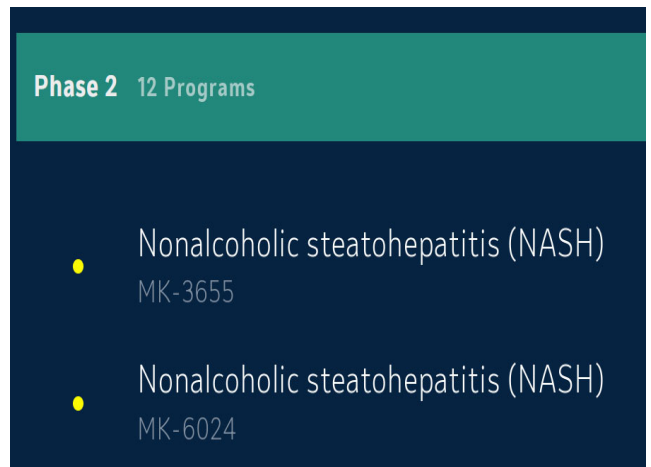 Phase 2 12 Programs
Nonalcoholic steatohepatitis (NASH)
MK-3655
Nonalcoholic steatohepatitis (NASH)
MK-6024